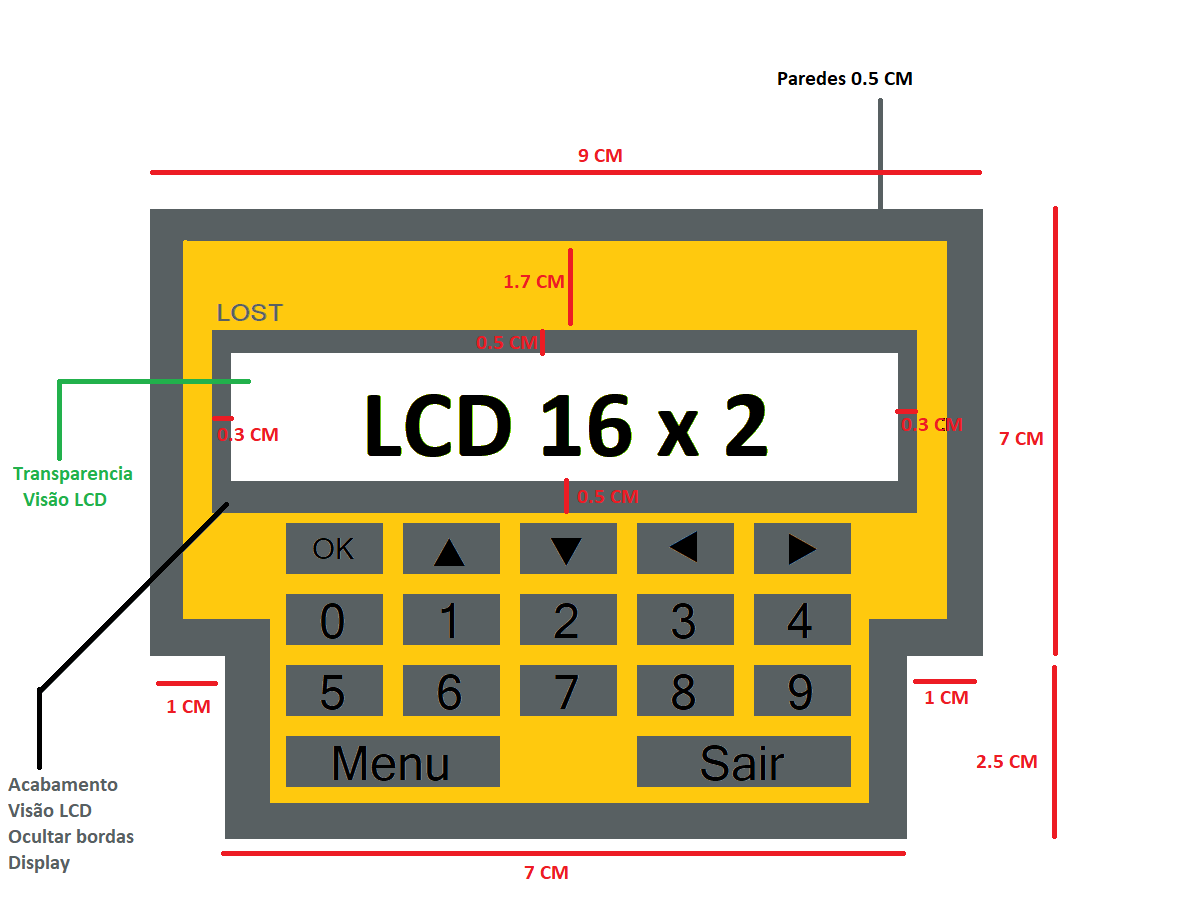 Paredes 0.5 CM
9 CM
1.7 CM
LOST
0.5 CM
LCD 16 x 2
0.3 CM
0.3 CM
7 CM
Transparencia
Visão LCD
0.5 CM
OK ▲ ▼ ◀ ▶
0 1 2 3 4
5 6 7 8 9
1 CM
1 CM
Menu Sair
2.5 CM
Acabamento
Visão LCD
Ocultar bordas
Display
7 CM